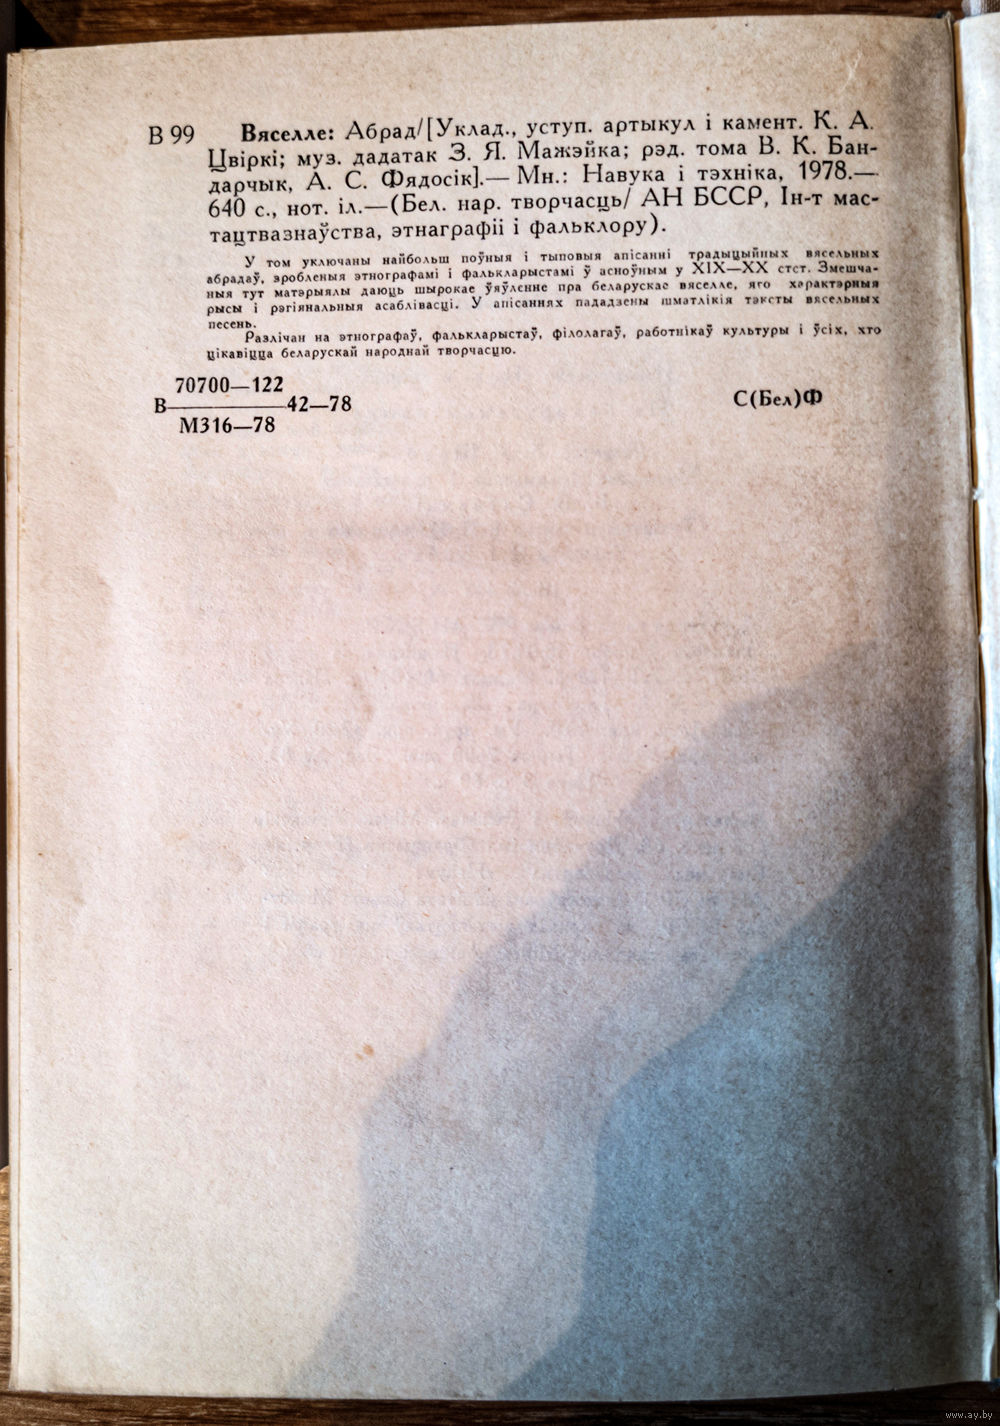 В 99 Вяселле: Абрад/[Уклад., уступ. артыкул і камент. К. А.
Цвіркі; муз. дадатак З. Я. Мажэйка; рэд. тома В. К. Бан-
дарчык, А. С. Фядосік].— Мн.: Навука і тэхніка, 1978.—
640 с., нот. іл.—(Бел. нар. творчасць/ АН БССР, Ін-т мас-
тацтвазнаўства, этнаграфіі і фальклору).
У том уключаны найбольш поўныя і тыповыя апісанні традыцыйных вясельных
абрадаў, зробленыя этнографамі і фалькларыстамі ў асноўным у XIX—XX стст. Змешча-
ныя тут матэрыялы даюць шырокае ўяўленне пра беларускае вяселле, яго характэрныя
рысы і рэгіянальныя асаблівасці. У апісаннях пададзены шматлікія тэксты вясельных
песень.
Разлічан на этнографаў, фалькларыстаў, філолагаў, работнікаў культуры і ўсіх, хто
цікавіцца беларускай народнай творчасцю.
70700—122
В————42—78 С(Бел)Ф
М316—78
www.ay.by